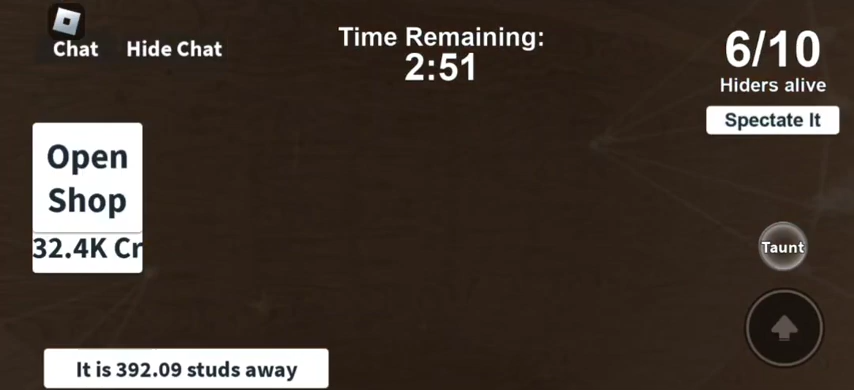 Chat Hide Chat
Time Remaining:
2:51
6/10
Hiders alive
Spectate It
Open
Shop
32.4K Cr
Taunt
It is 392.09 studs away